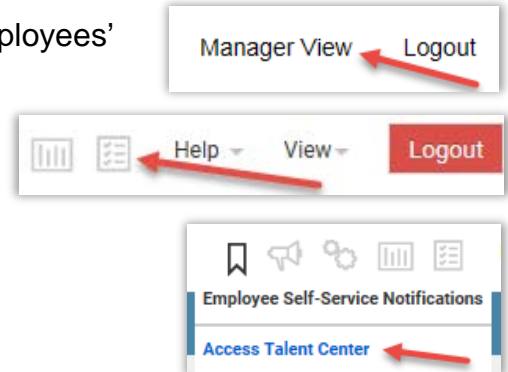 ployees’
Manager View Logout
Help View Logout
Employee Self-Service Notifications
Access Talent Center